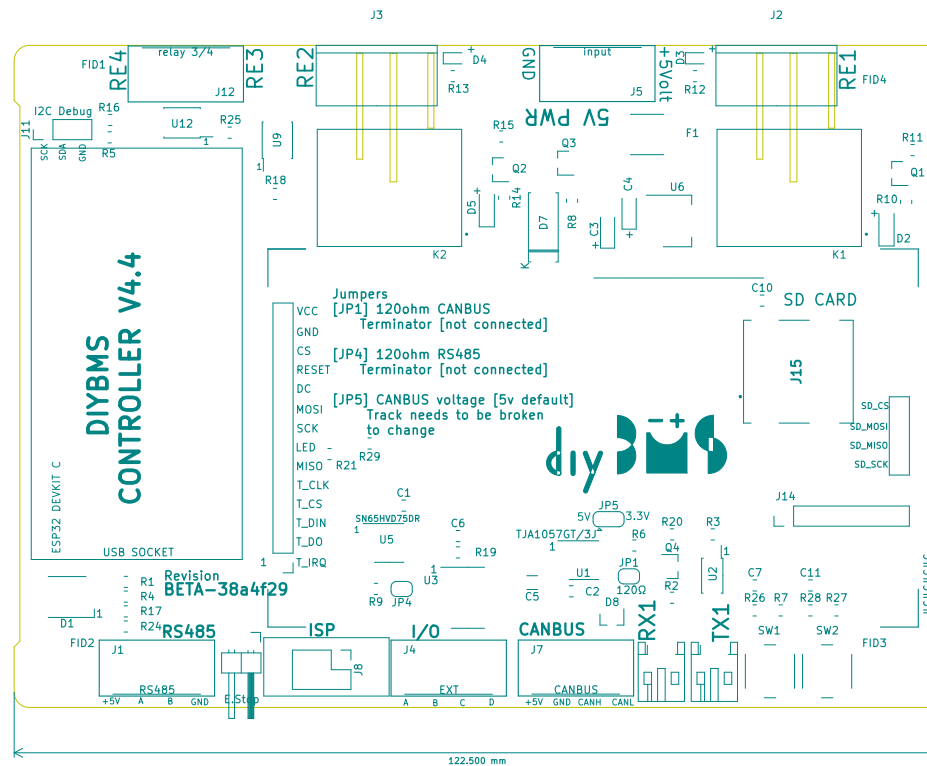 J3
J2
RE4
relay 3/4
RE3
RE2
GND
input
+5Volt
RE1
FID1
D4
D3
FID4
R13
J12
J5
R12
R16
I2C Debug
J11
U12
R25
5V PWR
R15
F1
R11
SCK
SDA
GND
R5
1
U9
1
Q3
Q2
Q1
R18
D5
+
R14
D7
R8
C4
+
C3
+
U6
R10
+
D2
K2
K
K1
DIYBMS
CONTROLLER V4.4
Jumpers
[JP1] 120ohm CANBUS
Terminator [not connected]
[JP4] 120ohm RS485
Terminator [not connected]
[JP5] CANBUS voltage [5v default]
Track needs to be broken
to change
VCC
GND
CS
RESET
DC
MOSI
SCK
LED
MISO
T_CLK
T_CS
T_DIN
T_DO
T_IRQ
1
C10
SD CARD
J15
SD_CS
SD_MOSI
SD_MISO
SD_SCK
R29
R21
diyBMS
- +
ESP32 DEVKIT C
USB SOCKET
C1
SN65HVD75DR
1
U5
C6
R19
U3
J14
JP5
5V
3.3V
TJA1057GT/3J
1
R6
R20
R3
Q4
1
U2
JP1
120Ω
U1
C2
C5
R2
D8
C7
C11
R26
R7
R28
R27
Revision
BETA-38a4f29
R1
R4
R17
R24
D1
J1
R9
JP4
FID2
RS485
ISP
I/O
CANBUS
RX1
TX1
SW1
SW2
FID3
J1
J8
J4
J7
RS485
E.Stop
EXT
CANBUS
+5V
A
B
GND
A
B
C
D
+5V
GND
CANH
CANL
122.500 mm